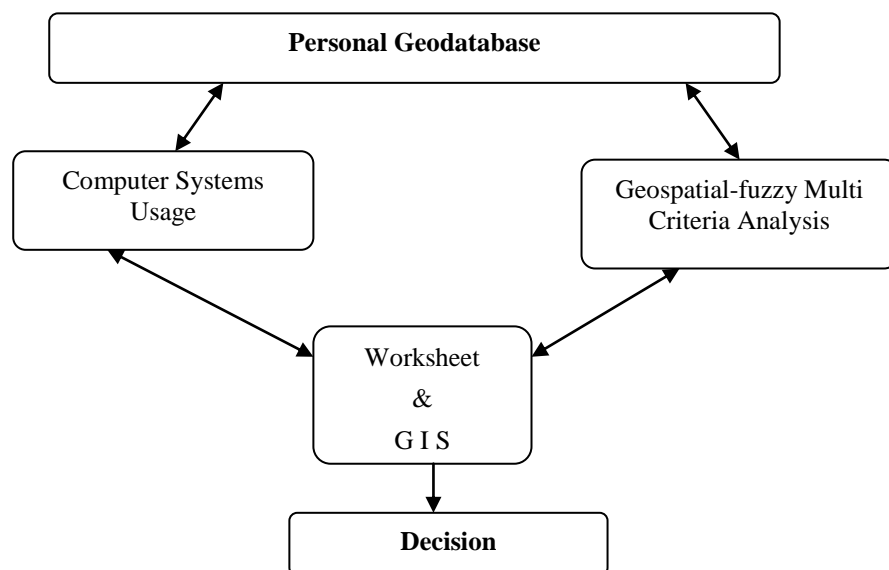 Personal Geodatabase
Computer Systems
Usage
Geospatial-fuzzy Multi
Criteria Analysis
Worksheet
&
G I S
Decision